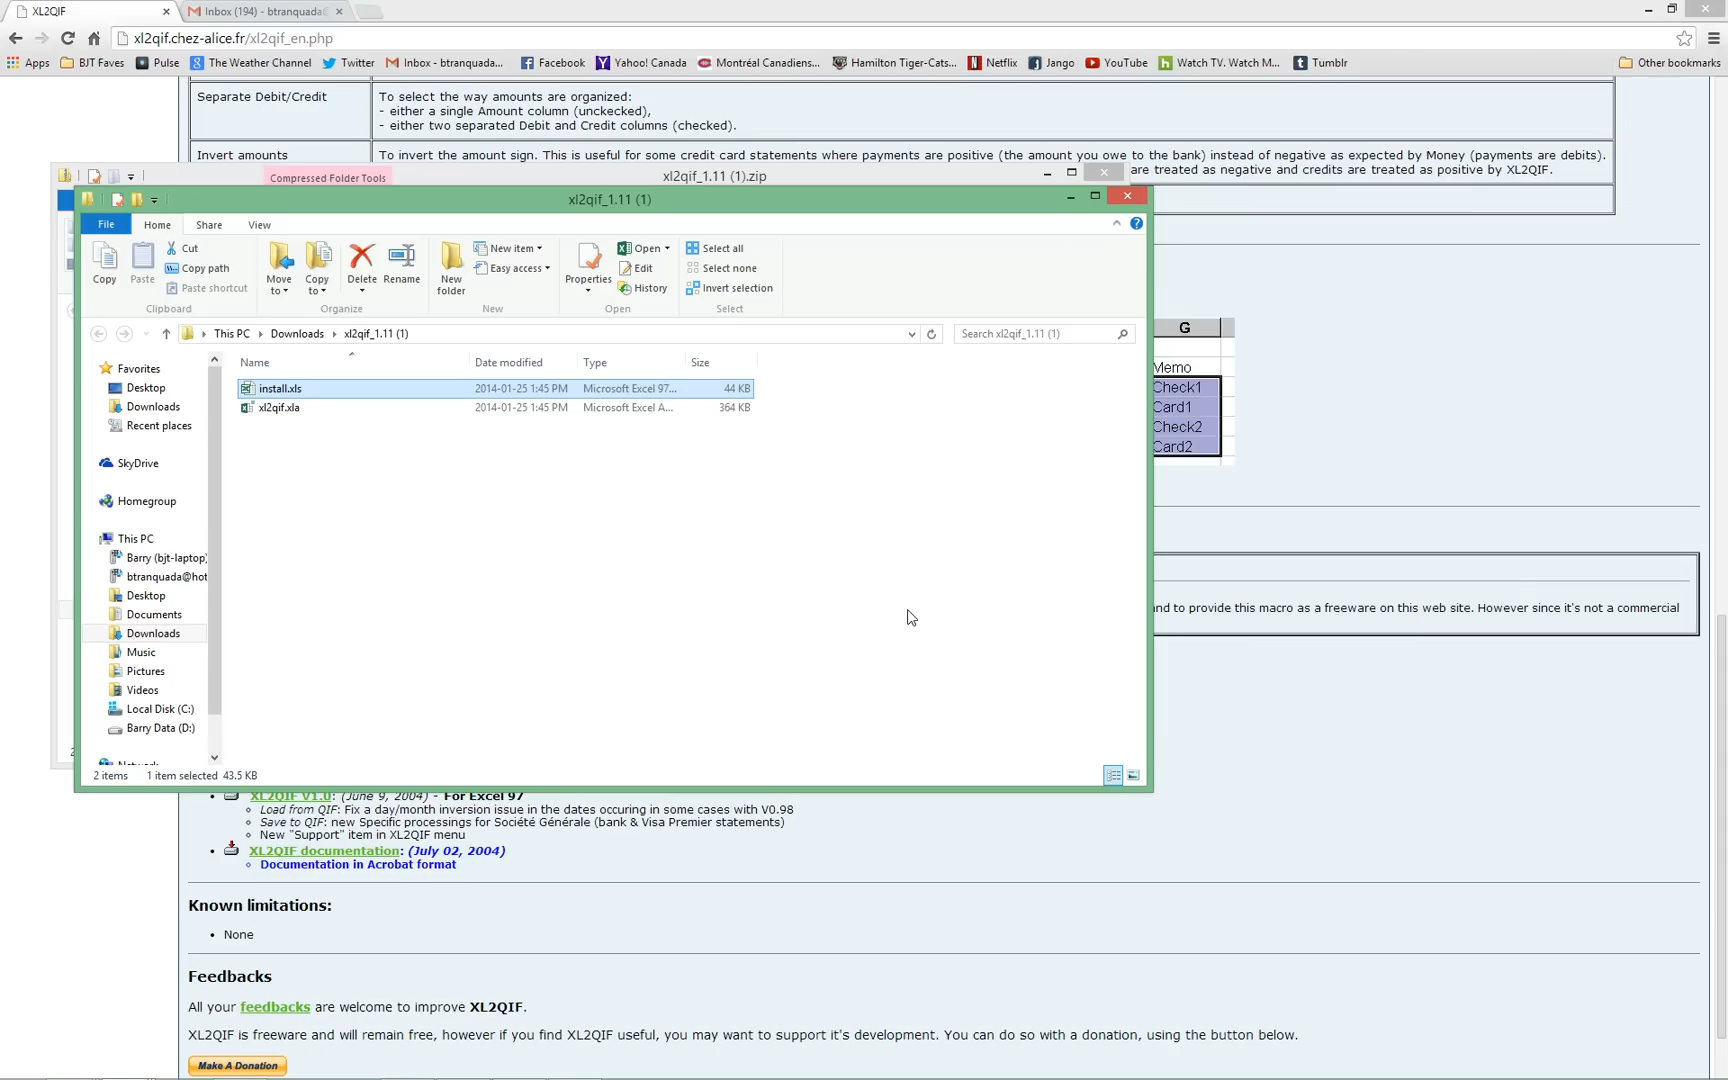 XL2QIF
Inbox (194) - btranquada@
xl2qif.chez-alice.fr/xl2qif_en.php
Apps BJT Faves Pulse The Weather Channel Twitter Inbox - btranquada... Facebook Yahoo! Canada Montréal Canadiens... Hamilton Tiger-Cats... Netflix Jango YouTube Watch TV. Watch M... Tumblr Other bookmarks
Separate Debit/Credit
To select the way amounts are organized:
- either a single Amount column (unckecked),
- either two separated Debit and Credit columns (checked).
Invert amounts
To invert the amount sign. This is useful for some credit card statements where payments are positive (the amount you owe to the bank) instead of negative as expected by Money (payments are debits).
are treated as negative and credits are treated as positive by XL2QIF.
Compressed Folder Tools xl2qif_1.11 (1).zip
xl2qif_1.11 (1)
File Home Share View
Copy
Paste
Cut
Copy path
Paste shortcut
Clipboard
Move to
Copy to
Delete
Rename
Organize
New folder
New item
Easy access
New
Properties
Open
Edit
History
Open
Select all
Select none
Invert selection
Select
This PC Downloads xl2qif_1.11 (1)
Search xl2qif_1.11 (1)
Name Date modified Type Size
install.xls 2014-01-25 1:45 PM Microsoft Excel 97... 44 KB
xl2qif.xla 2014-01-25 1:45 PM Microsoft Excel A... 364 KB
Favorites
Desktop
Downloads
Recent places
SkyDrive
Homegroup
This PC
Barry (bjt-laptop)
btranquada@hot
Desktop
Documents
Downloads
Music
Pictures
Videos
Local Disk (C:)
Barry Data (D:)
Network
2 items 1 item selected 43.5 KB
G
Memo
Check1
Card1
Check2
Card2
and to provide this macro as a freeware on this web site. However since it's not a commercial
XL2QIF V1.0: (June 9, 2004) - For Excel 97
Load from QIF: Fix a day/month inversion issue in the dates occuring in some cases with V0.98
Save to QIF: new Specific processings for Société Générale (bank & Visa Premier statements)
New "Support" item in XL2QIF menu
XL2QIF documentation: (July 02, 2004)
Documentation in Acrobat format
Known limitations:
None
Feedbacks
All your feedbacks are welcome to improve XL2QIF.
XL2QIF is freeware and will remain free, however if you find XL2QIF useful, you may want to support it's development. You can do so with a donation, using the button below.
Make A Donation